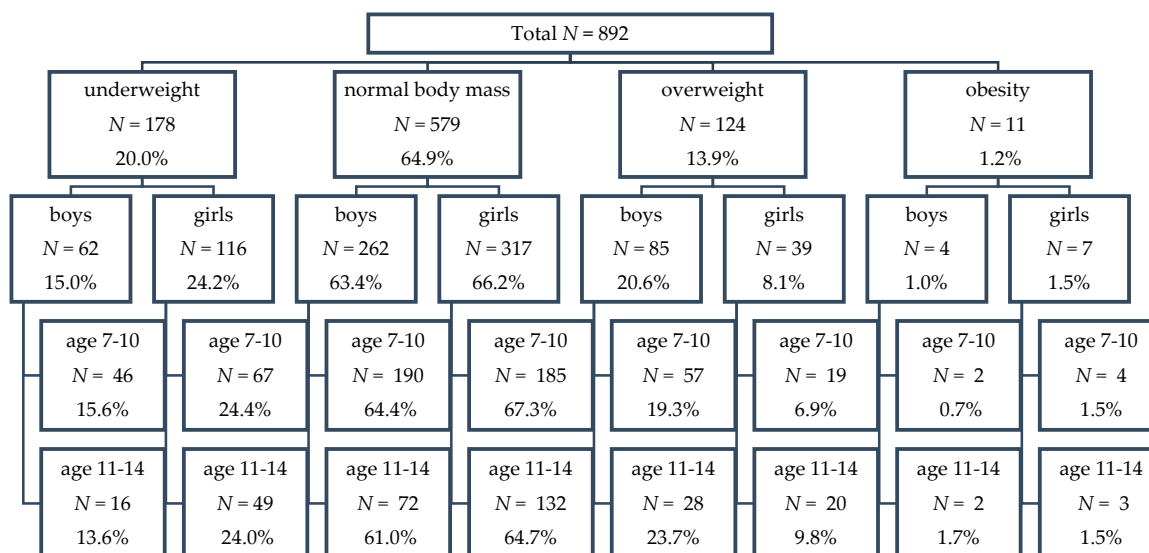 Total N = 892
underweight
N = 178
20.0%
normal body mass
N = 579
64.9%
overweight
N = 124
13.9%
obesity
N = 11
1.2%
boys
N = 62
15.0%
girls
N = 116
24.2%
boys
N = 262
63.4%
girls
N = 317
66.2%
boys
N = 85
20.6%
girls
N = 39
8.1%
boys
N = 4
1.0%
girls
N = 7
1.5%
age 7-10
N = 46
15.6%
age 7-10
N = 67
24.4%
age 7-10
N = 190
64.4%
age 7-10
N = 185
67.3%
age 7-10
N = 57
19.3%
age 7-10
N = 19
6.9%
age 7-10
N = 2
0.7%
age 7-10
N = 4
1.5%
age 11-14
N = 16
13.6%
age 11-14
N = 49
24.0%
age 11-14
N = 72
61.0%
age 11-14
N = 132
64.7%
age 11-14
N = 28
23.7%
age 11-14
N = 20
9.8%
age 11-14
N = 2
1.7%
age 11-14
N = 3
1.5%